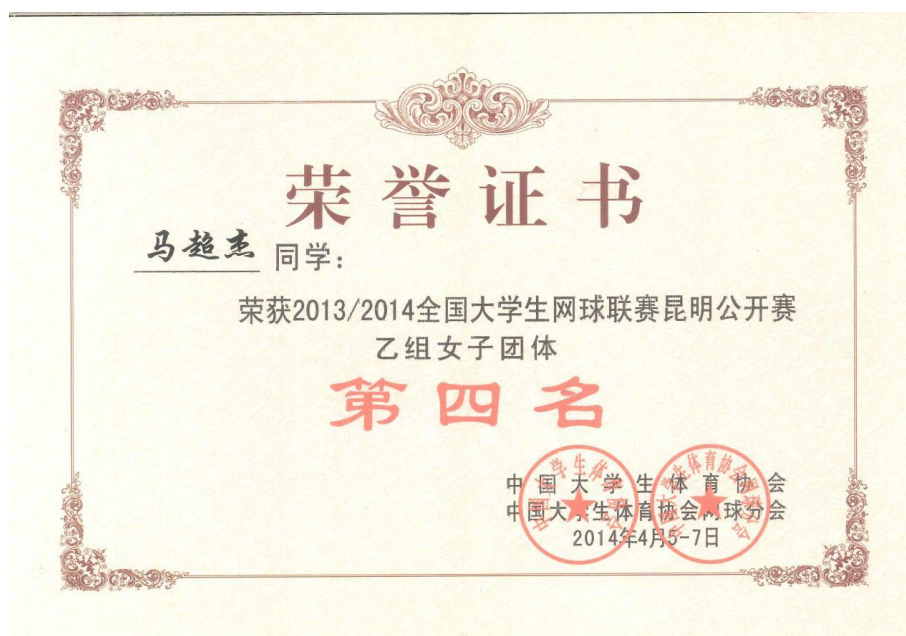 荣誉证书
马超杰 同学：
荣获2013/2014全国大学生网球联赛昆明公开赛
乙组女子团体
第四名
中国大学生体育协会
中国大学生体育协会网球分会
2014年4月5-7日